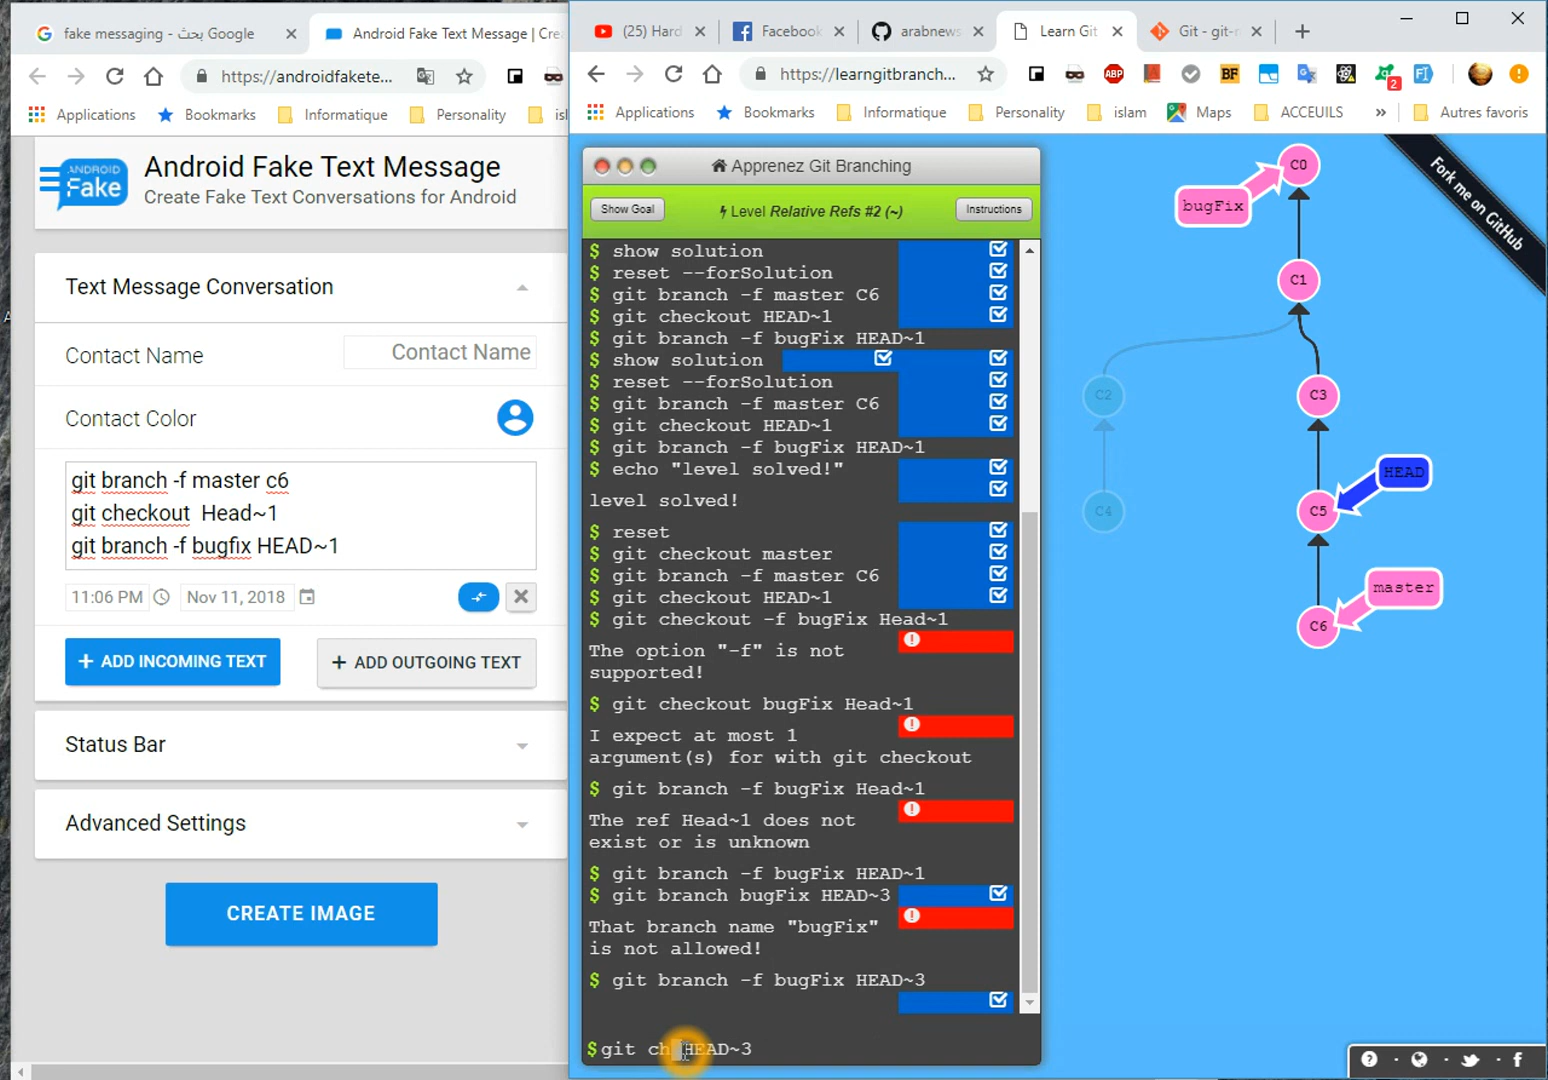 fake messaging - بحث Google
Android Fake Text Message | Cre
https://androidfakete...
Applications
Bookmarks
Informatique
Personality
isl
ANDROID
Fake
Android Fake Text Message
Create Fake Text Conversations for Android
Text Message Conversation
Contact Name
Contact Name
Contact Color
git branch -f master c6
git checkout  Head~1
git branch -f bugfix HEAD~1
11:06 PM
Nov 11, 2018
+ ADD INCOMING TEXT
+ ADD OUTGOING TEXT
Status Bar
Advanced Settings
CREATE IMAGE
(25) Hard
Facebook
arabnews
Learn Git
Git - git-r
https://learngitbranch...
ABP
BF
2
Applications
Bookmarks
Informatique
Personality
islam
Maps
ACCEUILS
»
Autres favoris
Apprenez Git Branching
Show Goal
Level Relative Refs #2 (~)
Instructions
$ show solution
$ reset --forSolution
$ git branch -f master C6
$ git checkout HEAD~1
$ git branch -f bugFix HEAD~1
$ show solution
$ reset --forSolution
$ git branch -f master C6
$ git checkout HEAD~1
$ git branch -f bugFix HEAD~1
$ echo "level solved!"
level solved!
$ reset
$ git checkout master
$ git branch -f master C6
$ git checkout HEAD~1
$ git checkout -f bugFix Head~1
The option "-f" is not
supported!
$ git checkout bugFix Head~1
I expect at most 1
argument(s) for with git checkout
$ git branch -f bugFix Head~1
The ref Head~1 does not
exist or is unknown
$ git branch -f bugFix HEAD~1
$ git branch bugFix HEAD~3
That branch name "bugFix"
is not allowed!
$ git branch -f bugFix HEAD~3
$ git ch HEAD~3
Fork me on GitHub
C0
bugFix
C1
C2
C3
HEAD
C4
C5
master
C6